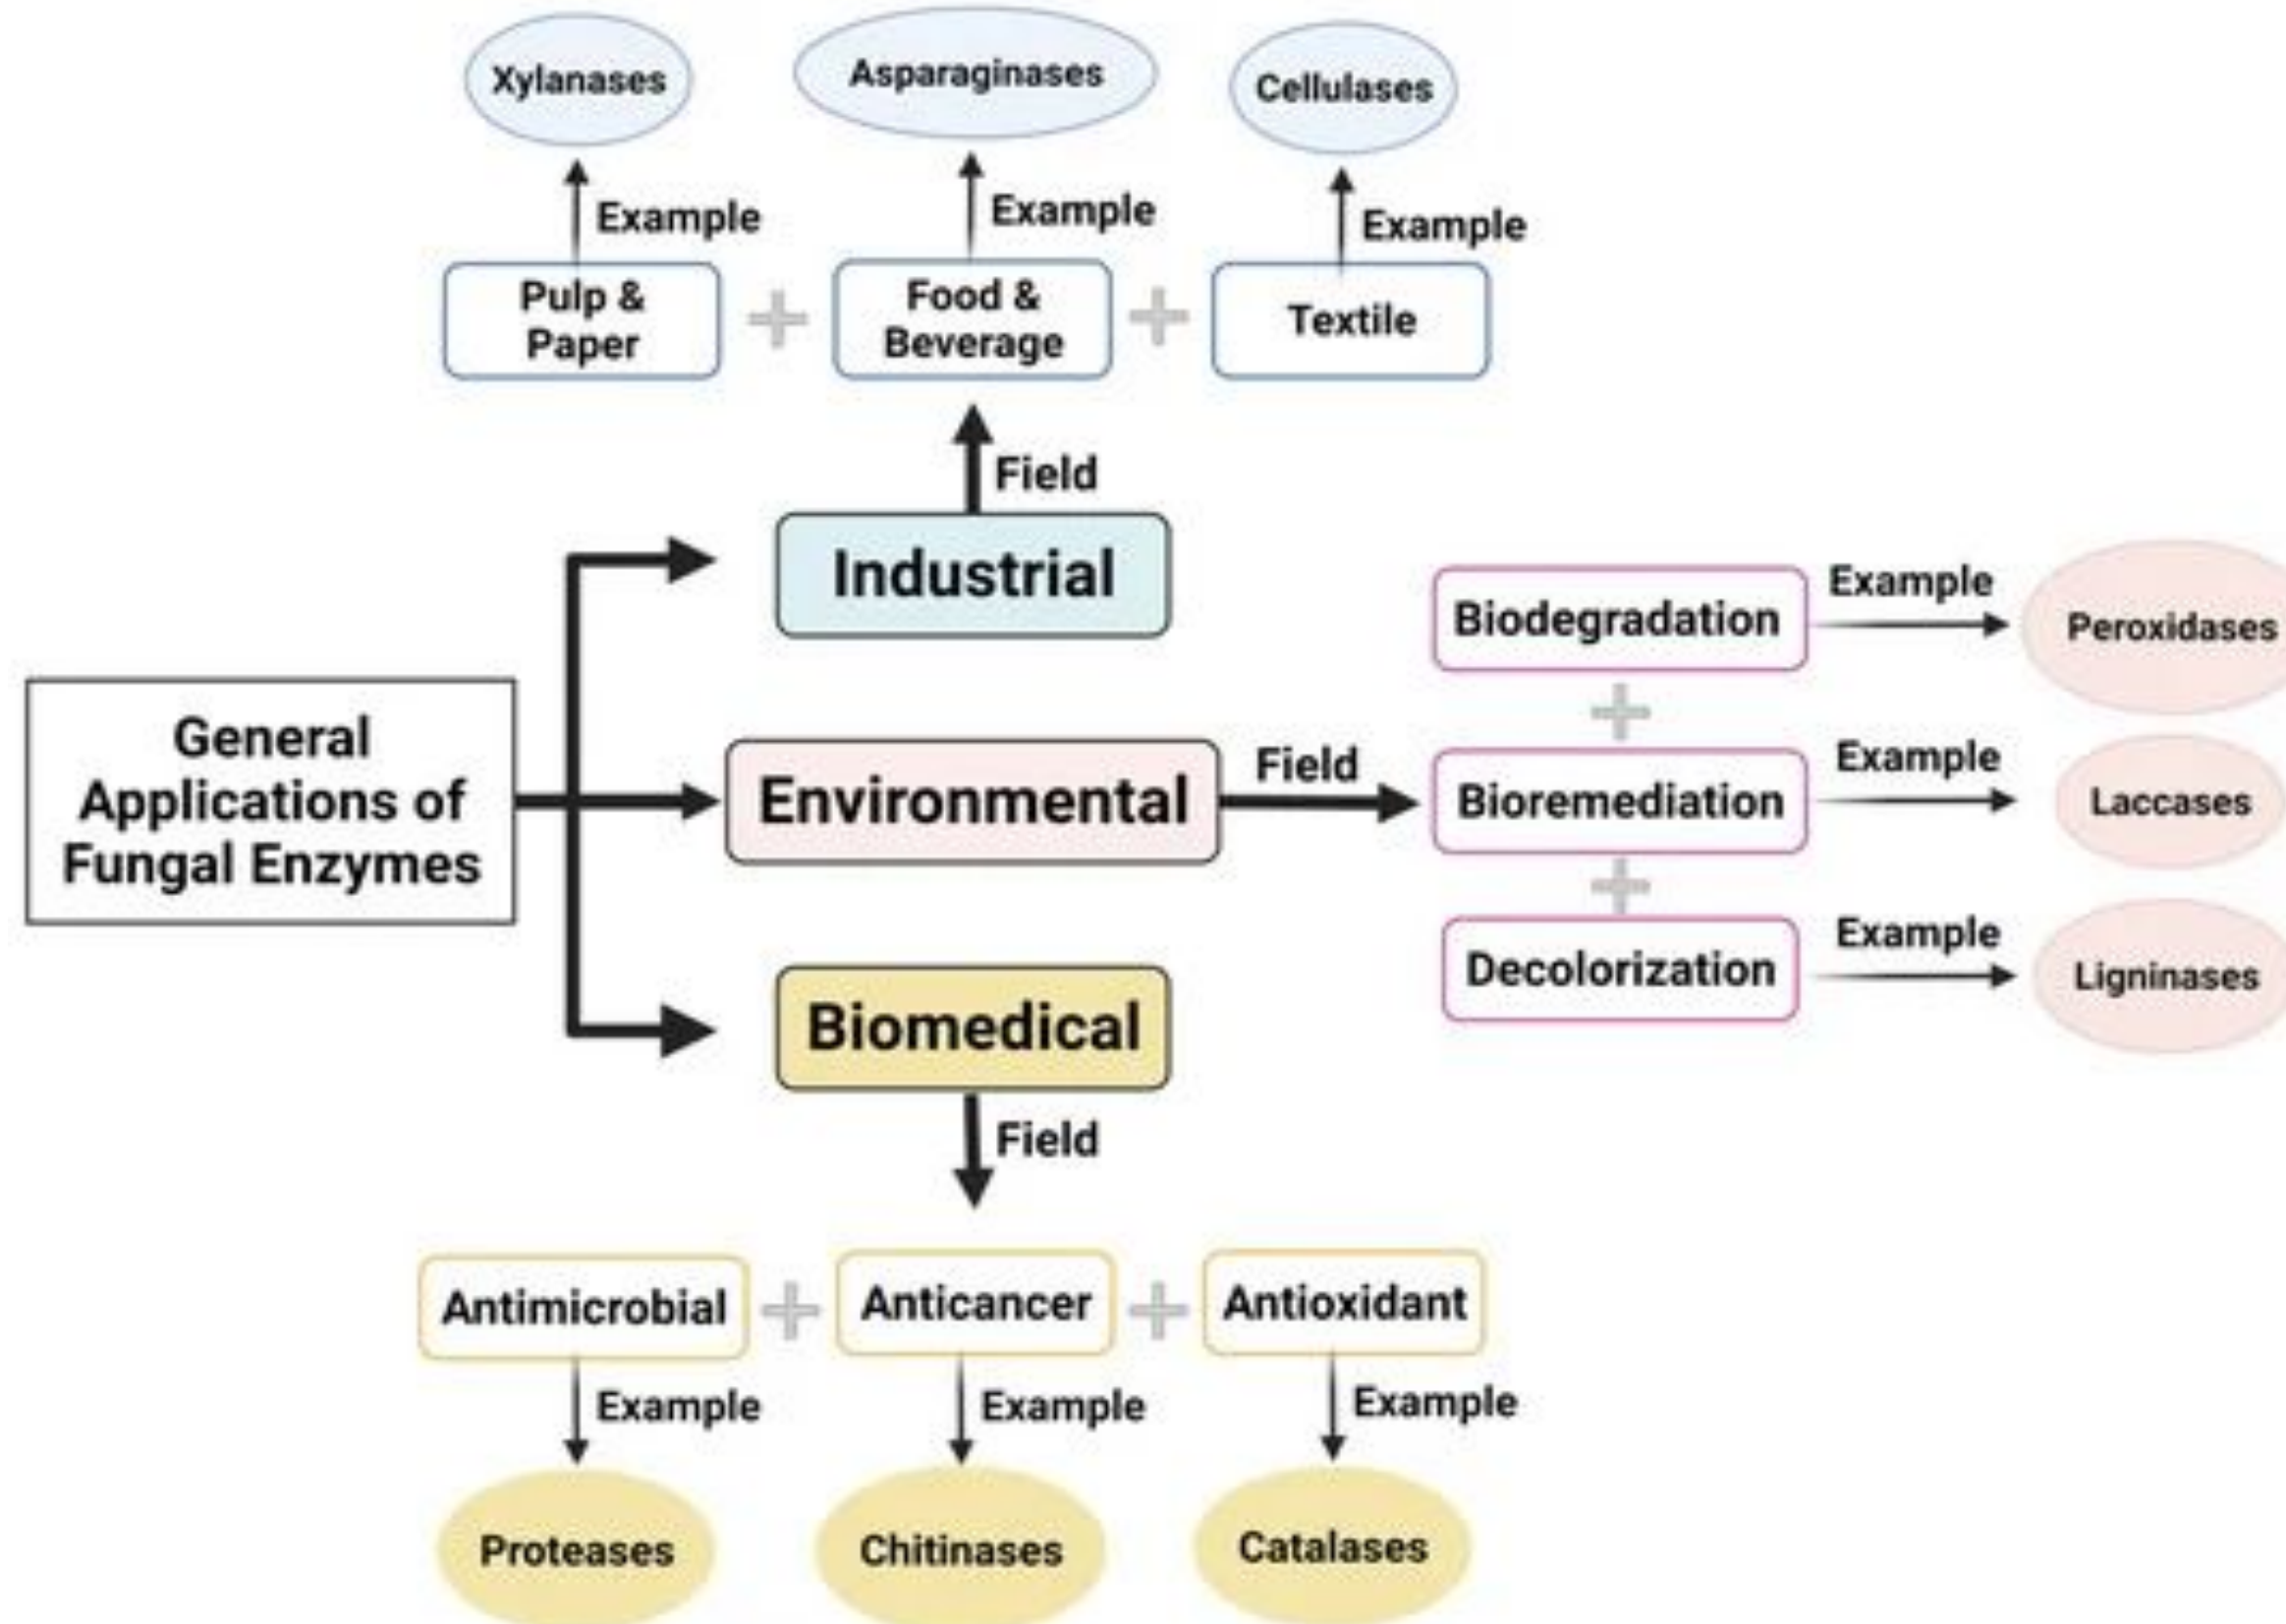 Xylanases
Asparaginases
Cellulases
Example
Example
Example
Pulp &
Paper
Food &
Beverage
Textile
Field
Industrial
General
Applications of
Fungal Enzymes
Environmental
Field
Biodegradation
Example
Peroxidases
Bioremediation
Example
Laccases
Decolorization
Example
Ligninases
Biomedical
Field
Antimicrobial
Anticancer
Antioxidant
Example
Example
Example
Proteases
Chitinases
Catalases